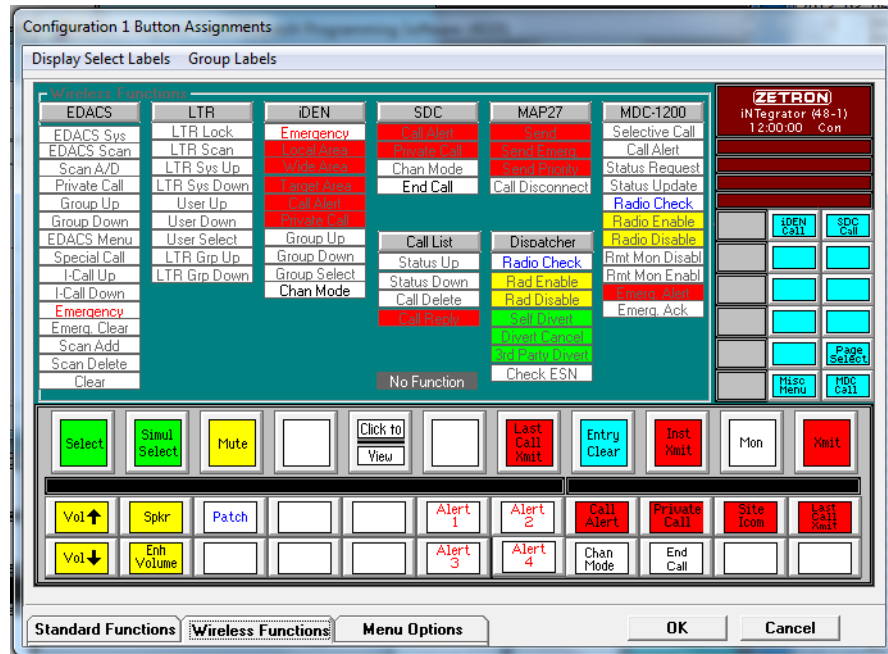 Configuration 1 Button Assignments
Display Select Labels Group Labels
Wireless Functions
EDACS
EDACS Sys
EDACS Scan
Scan A/D
Private Call
Group Up
Group Down
EDACS Menu
Special Call
I-Call Up
I-Call Down
Emergency
Emerg. Clear
Scan Add
Scan Delete
Clear
LTR
LTR Lock
LTR Scan
LTR Sys Up
LTR Sys Down
User Up
User Down
User Select
LTR Grp Up
LTR Grp Down
iDEN
Emergency
Local Area
Wide Area
Target Area
Call Alert
Private Call
Group Up
Group Down
Group Select
Chan Mode
SDC
Call Alert
Private Call
Chan Mode
End Call
Call List
Status Up
Status Down
Call Delete
Call Reply
No Function
MAP27
Send
Send Emerg
Send Priority
Call Disconnect
Dispatcher
Radio Check
Rad Enable
Rad Disable
Self Divert
Divert Cancel
3rd Party Divert
Check ESN
MDC-1200
Selective Call
Call Alert
Status Request
Status Update
Radio Check
Radio Enable
Radio Disable
Rmt Mon Disabl
Rmt Mon Enabl
Emerg. Alert
Emerg. Ack
ZETRON
iNTegrator (48-1)
12:00:00 Con
iDEN
Call
SDC
Call
Page
Select
Misc
Menu
MDC
Call
Select
Simul
Select
Mute
Click to
View
Last
Call
Xmit
Entry
Clear
Inst
Xmit
Mon
Xmit
Vol
Spkr
Patch
Alert
1
Alert
2
Call
Alert
Private
Call
Site
Icom
Last
Call
Xmit
Vol
Enh
Volume
Alert
3
Alert
4
Chan
Mode
End
Call
Standard Functions Wireless Functions Menu Options OK Cancel